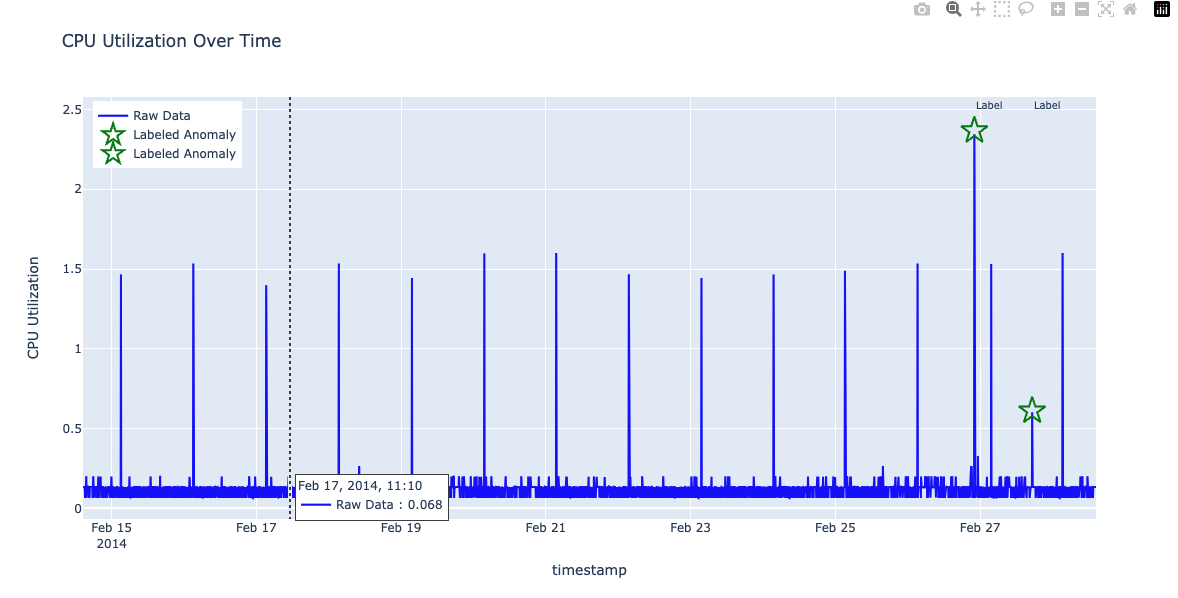 CPU Utilization Over Time
2.5
2
1.5
1
0.5
0
CPU Utilization
Raw Data
Labeled Anomaly
Labeled Anomaly
Label
Label
Feb 17, 2014, 11:10
Raw Data : 0.068
Feb 15
2014
Feb 17
Feb 19
Feb 21
Feb 23
Feb 25
Feb 27
timestamp